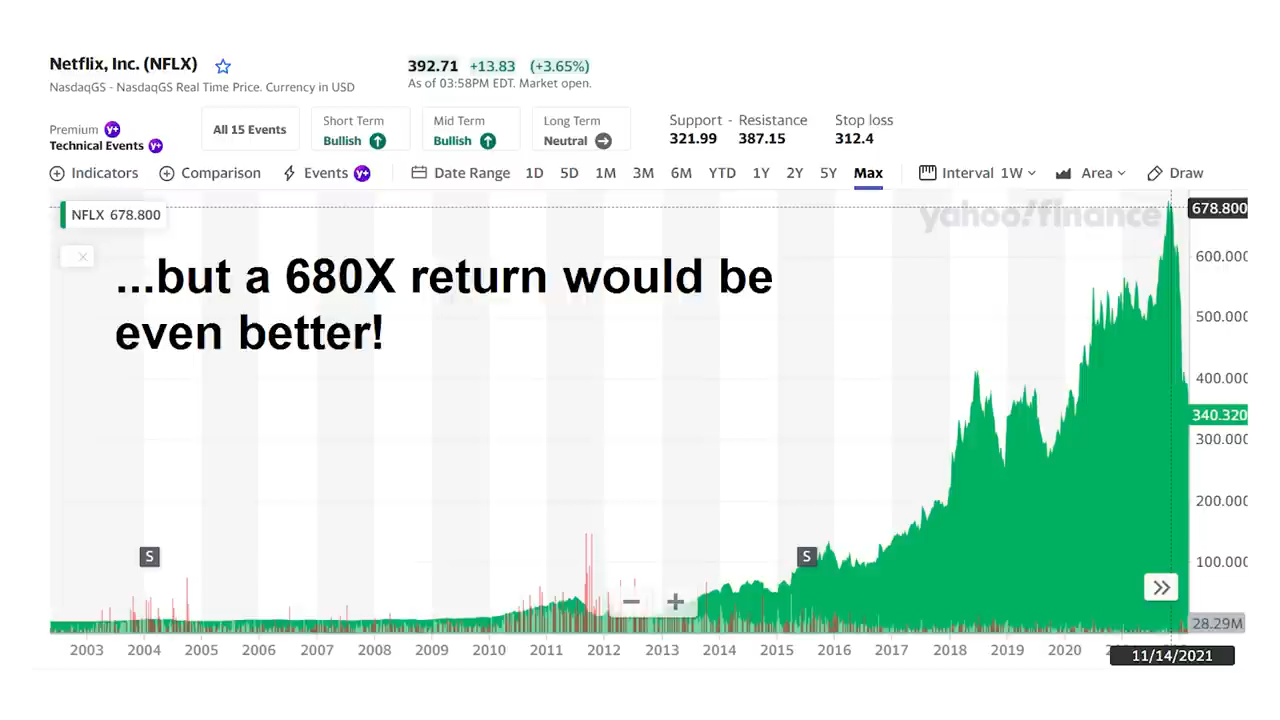 Netflix, Inc. (NFLX)
392.71 +13.83 (+3.65%)
NasdaqGS - NasdaqGS Real Time Price. Currency in USD
As of 03:58PM EDT. Market open.
Premium Y+
Technical Events Y+
All 15 Events
Short Term
Bullish
Mid Term
Bullish
Long Term
Neutral
Support - Resistance
321.99 387.15
Stop loss
312.4
Indicators Comparison Events Y+ Date Range 1D 5D 1M 3M 6M YTD 1Y 2Y 5Y Max Interval 1W Area Draw
NFLX 678.800
yahoo!finance
678.800
...but a 680X return would be
even better!
600.000
500.000
400.000
340.320
300.000
200.000
100.000
S
S
28.29M
2003 2004 2005 2006 2007 2008 2009 2010 2011 2012 2013 2014 2015 2016 2017 2018 2019 2020
11/14/2021